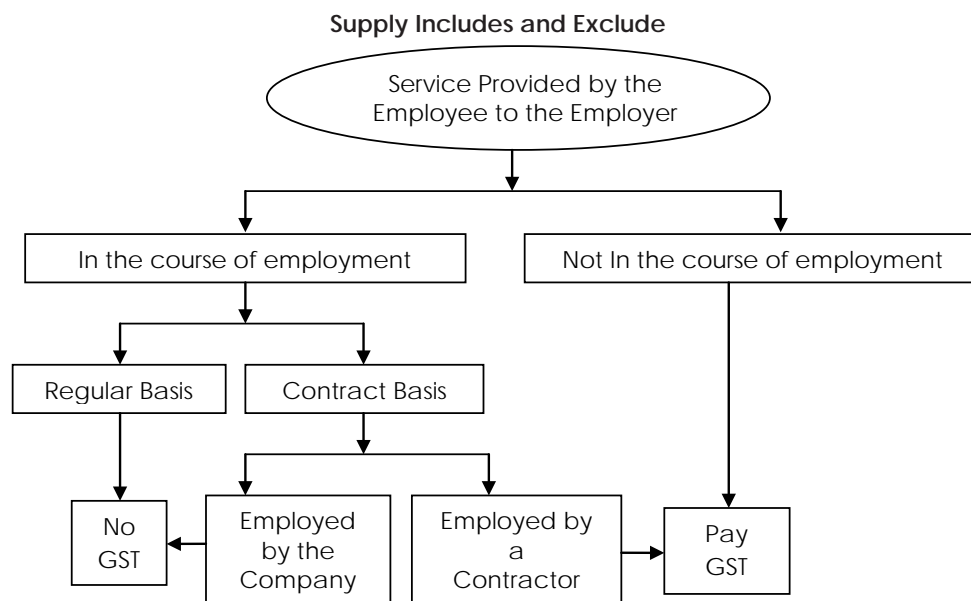 Supply Includes and Exclude
Service Provided by the
Employee to the Employer
In the course of employment
Not In the course of employment
Regular Basis
Contract Basis
No
GST
Employed
by the
Company
Employed by
a
Contractor
Pay
GST